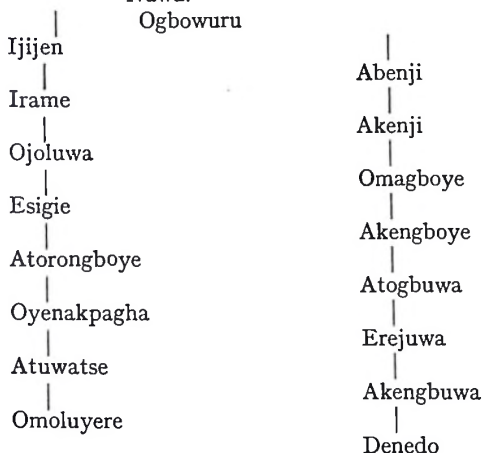 Ogbowuru
Ijijen
Irame
Ojoluwa
Esigie
Atorongboye
Oyenakpagha
Atuwatse
Omoluyere
Abenji
Akenji
Omagboye
Akengboye
Atogbuwa
Erejuwa
Akengbuwa
Denedo